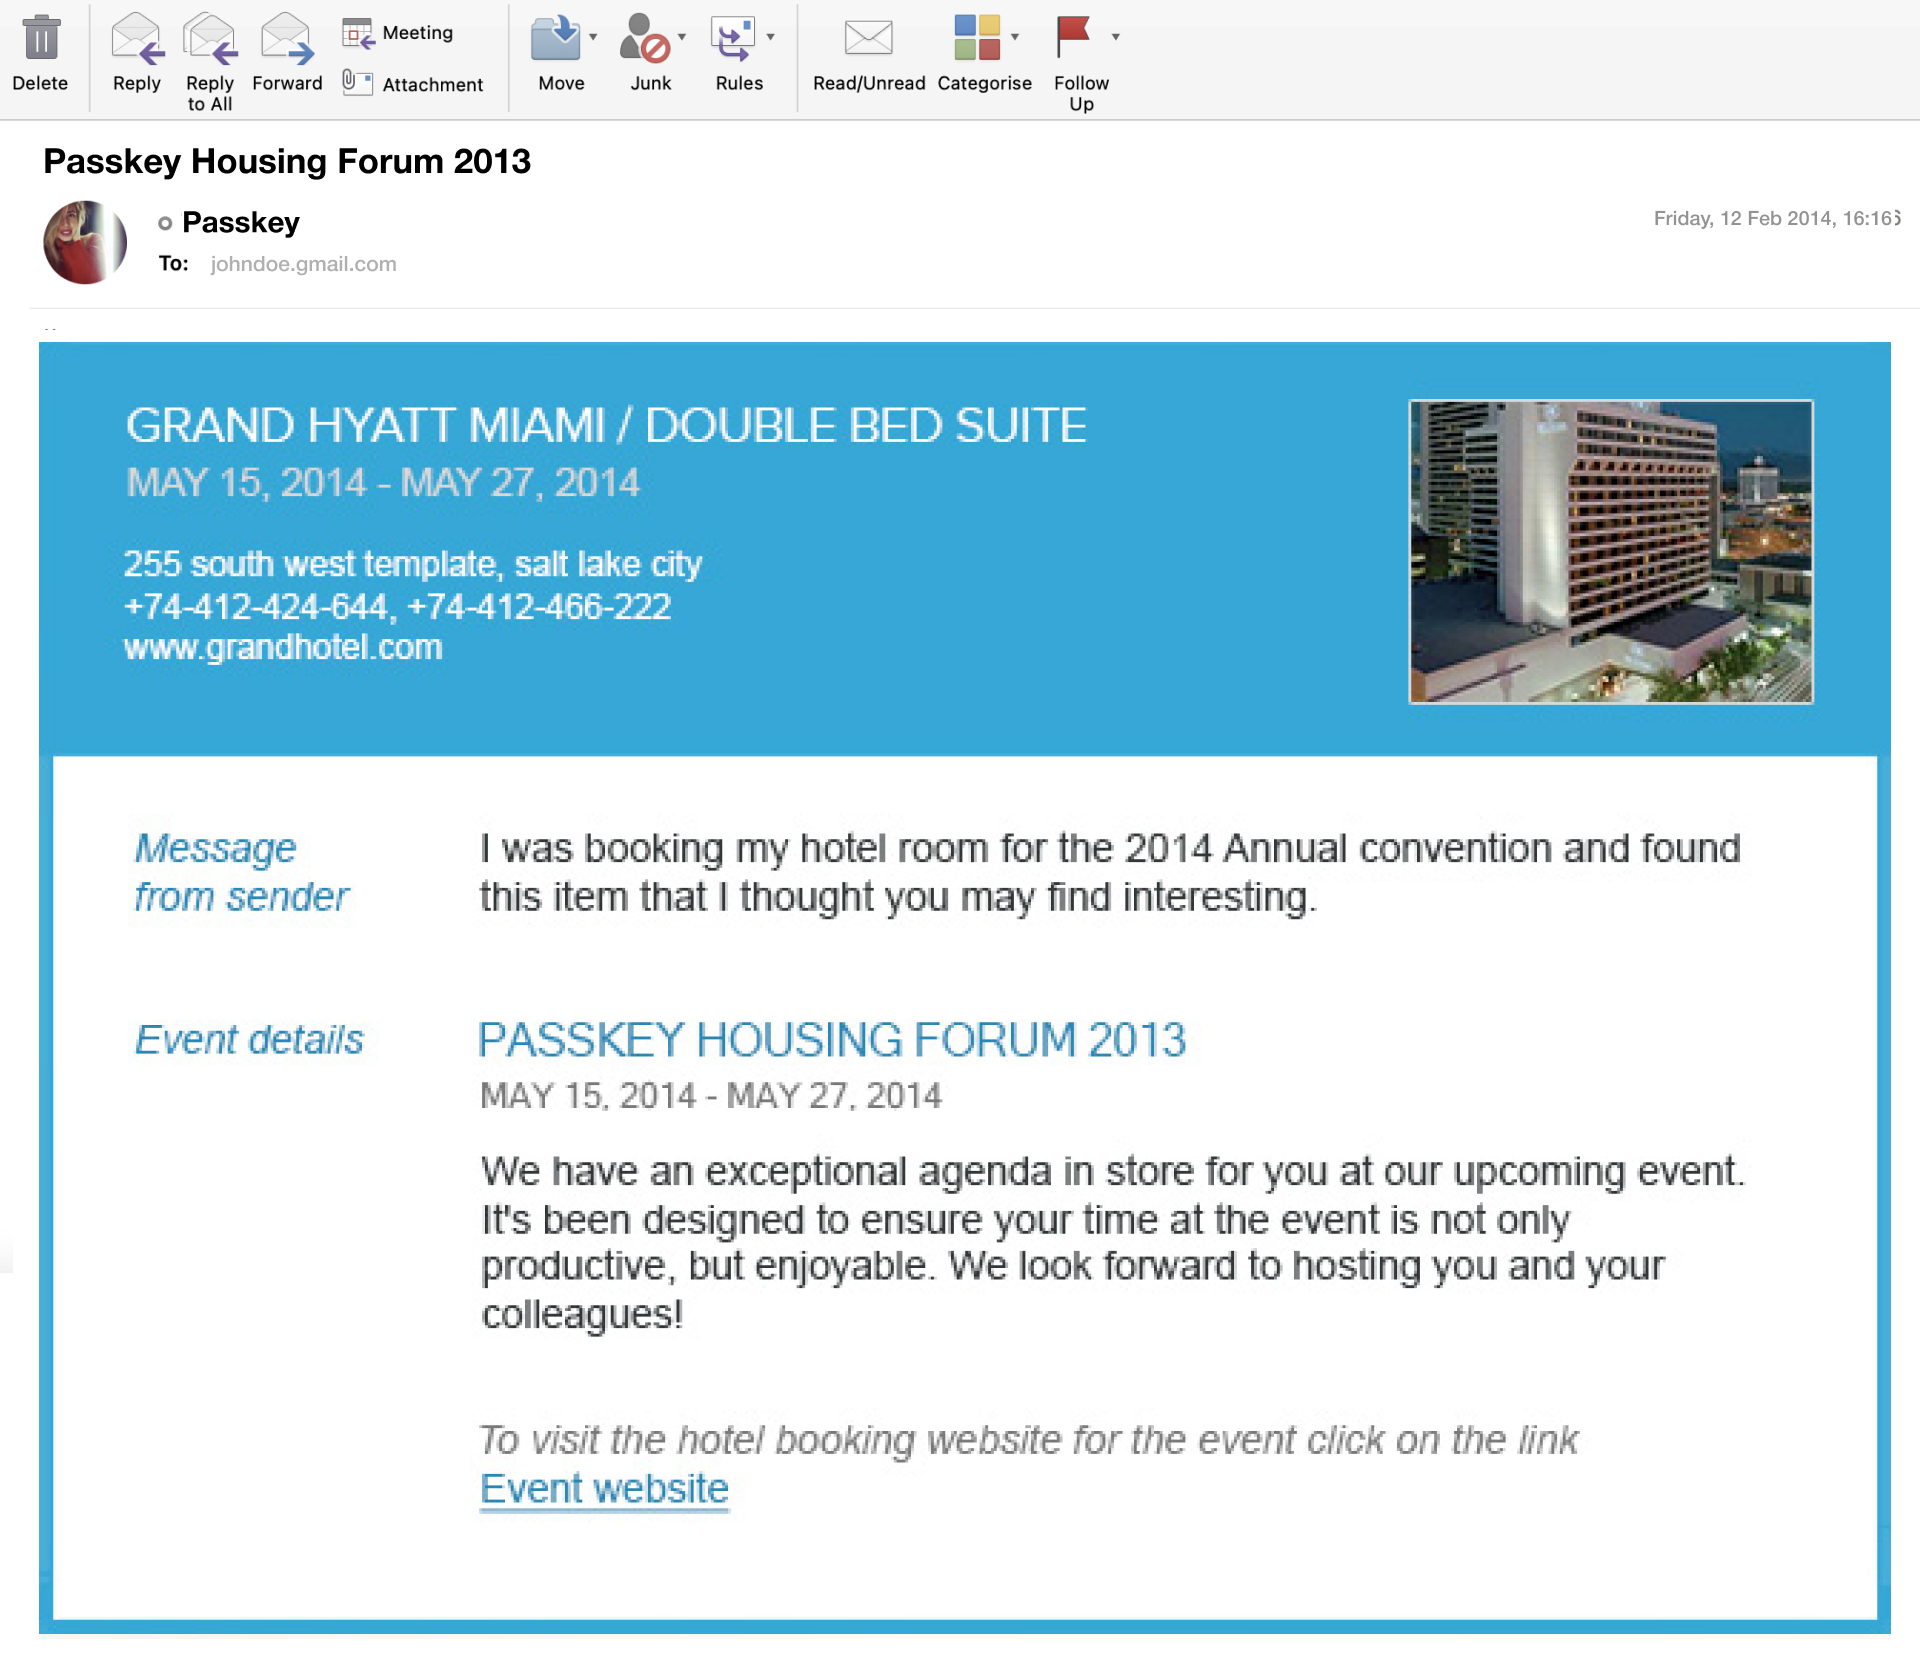 Delete
Reply
Reply to All
Forward
Meeting
Attachment
Move
Junk
Rules
Read/Unread
Categorise
Follow Up
Passkey Housing Forum 2013
Passkey
Friday, 12 Feb 2014, 16:16
To: johndoe.gmail.com
GRAND HYATT MIAMI / DOUBLE BED SUITE
MAY 15, 2014 - MAY 27, 2014
255 south west template, salt lake city
+74-412-424-644, +74-412-466-222
www.grandhotel.com
Message
from sender
I was booking my hotel room for the 2014 Annual convention and found
this item that I thought you may find interesting.
Event details
PASSKEY HOUSING FORUM 2013
MAY 15, 2014 - MAY 27, 2014
We have an exceptional agenda in store for you at our upcoming event.
It's been designed to ensure your time at the event is not only
productive, but enjoyable. We look forward to hosting you and your
colleagues!
To visit the hotel booking website for the event click on the link
Event website